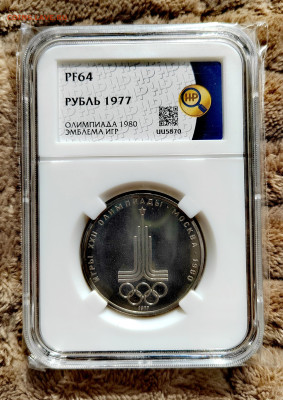 PF64
РУБЛЬ 1977
ОЛИМПИАДА 1980
ЭМБЛЕМА ИГР
UU5870
ИГРЫ XXII ОЛИМПИАДЫ • МОСКВА 1980
1977